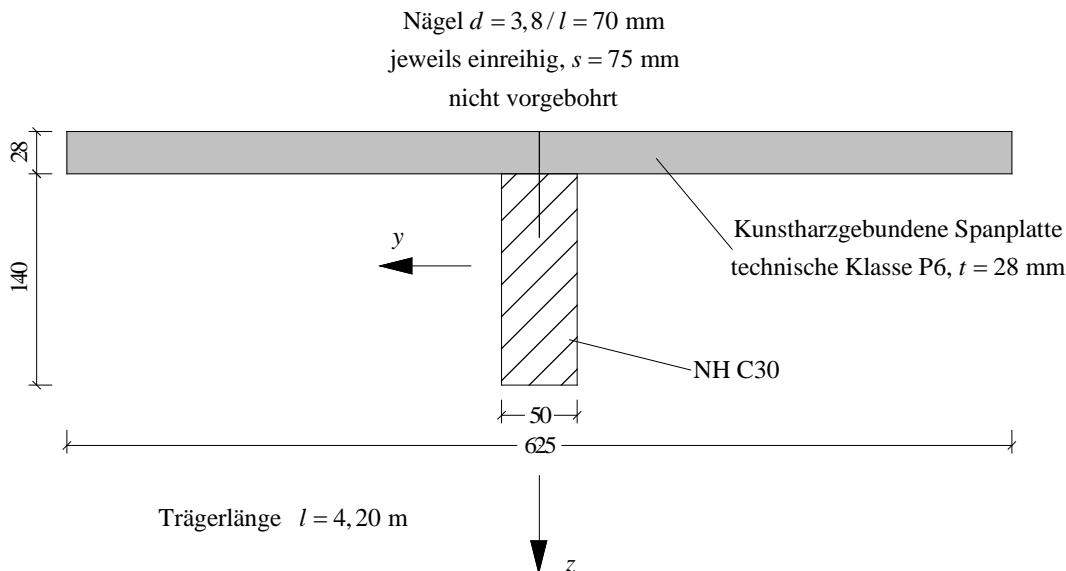 Nägel d = 3,8 / l = 70 mm
jeweils einreihig, s = 75 mm
nicht vorgebohrt
28
140
y
Kunstharzgebundene Spanplatte
technische Klasse P6, t = 28 mm
NH C30
50
625
Trägerlänge l = 4,20 m
z